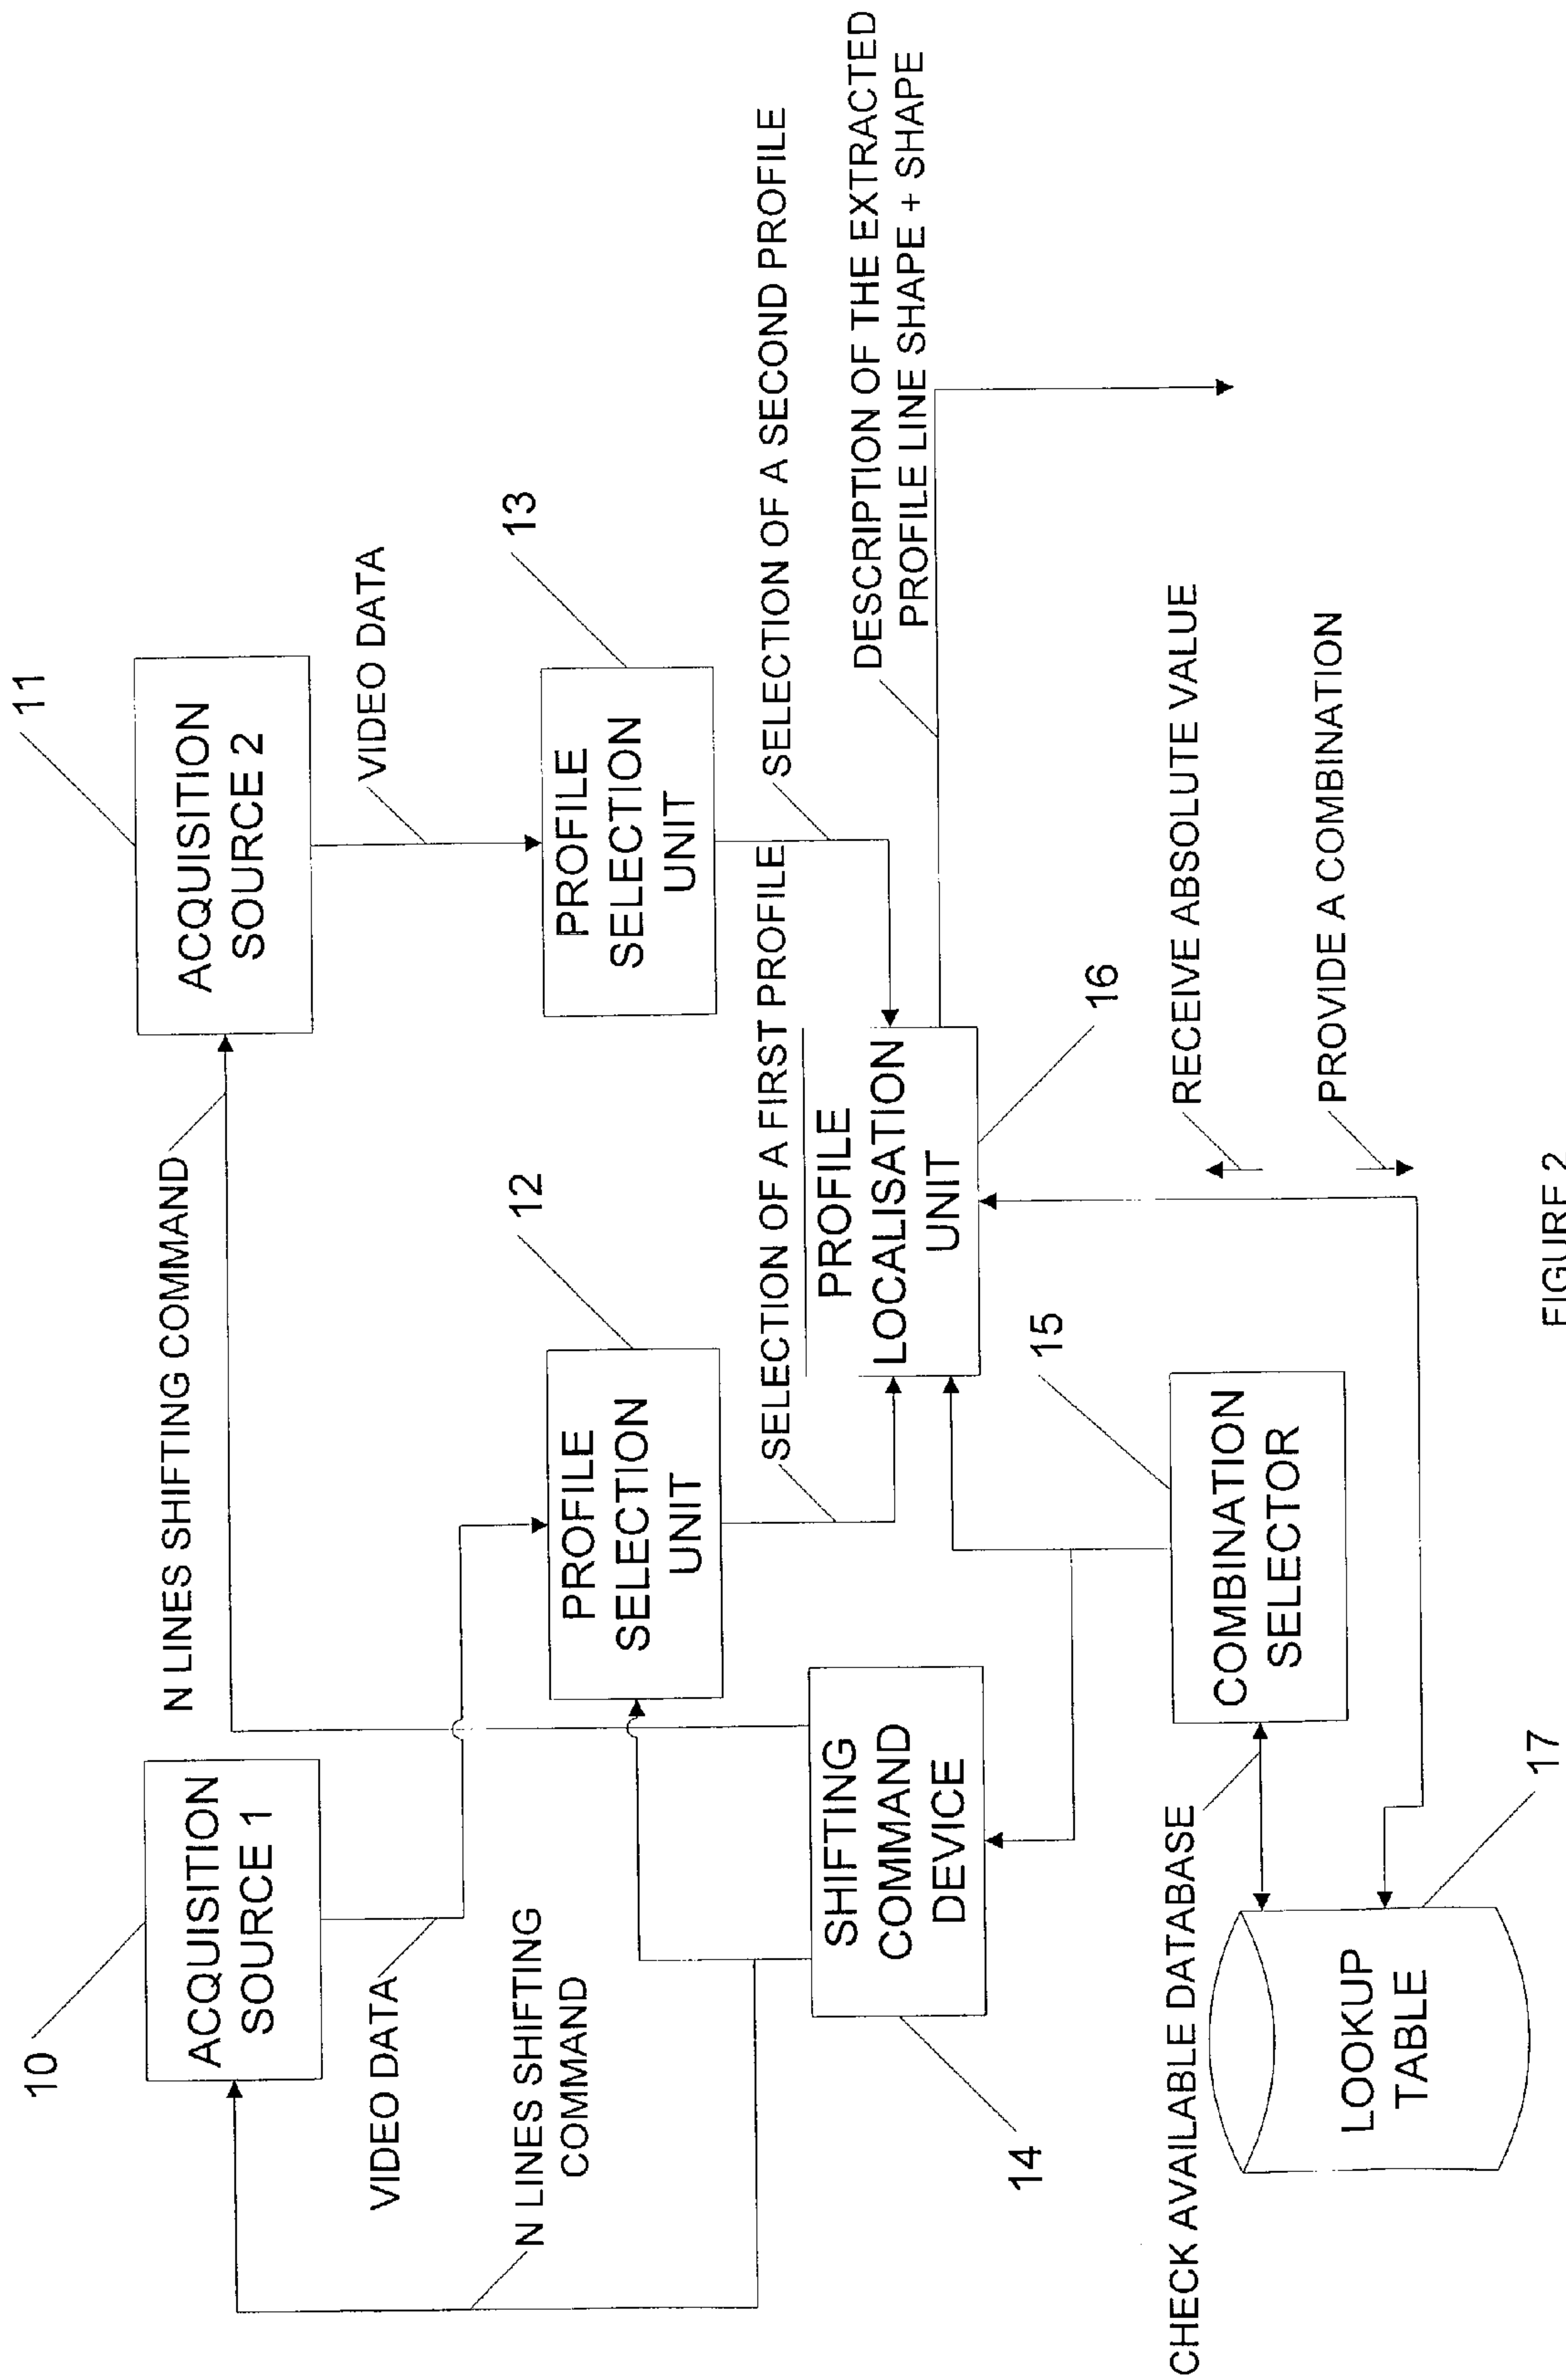 10
ACQUISITION
SOURCE 1
11
ACQUISITION
SOURCE 2
N LINES SHIFTING COMMAND
VIDEO DATA
VIDEO DATA
N LINES SHIFTING
COMMAND
12
PROFILE
SELECTION
UNIT
13
PROFILE
SELECTION
UNIT
SELECTION OF A FIRST PROFILE
SELECTION OF A SECOND PROFILE
14
SHIFTING
COMMAND
DEVICE
PROFILE
LOCALISATION
UNIT
16
DESCRIPTION OF THE EXTRACTED
PROFILE LINE SHAPE + SHAPE
15
COMBINATION
SELECTOR
CHECK AVAILABLE DATABASE
RECEIVE ABSOLUTE VALUE
PROVIDE A COMBINATION
LOOKUP
TABLE
17
FIGURE 2